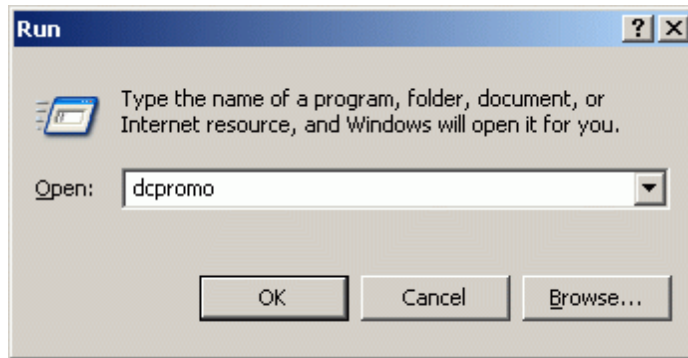 Run
Type the name of a program, folder, document, or
Internet resource, and Windows will open it for you.
Open: dcpromo
OK Cancel Browse...